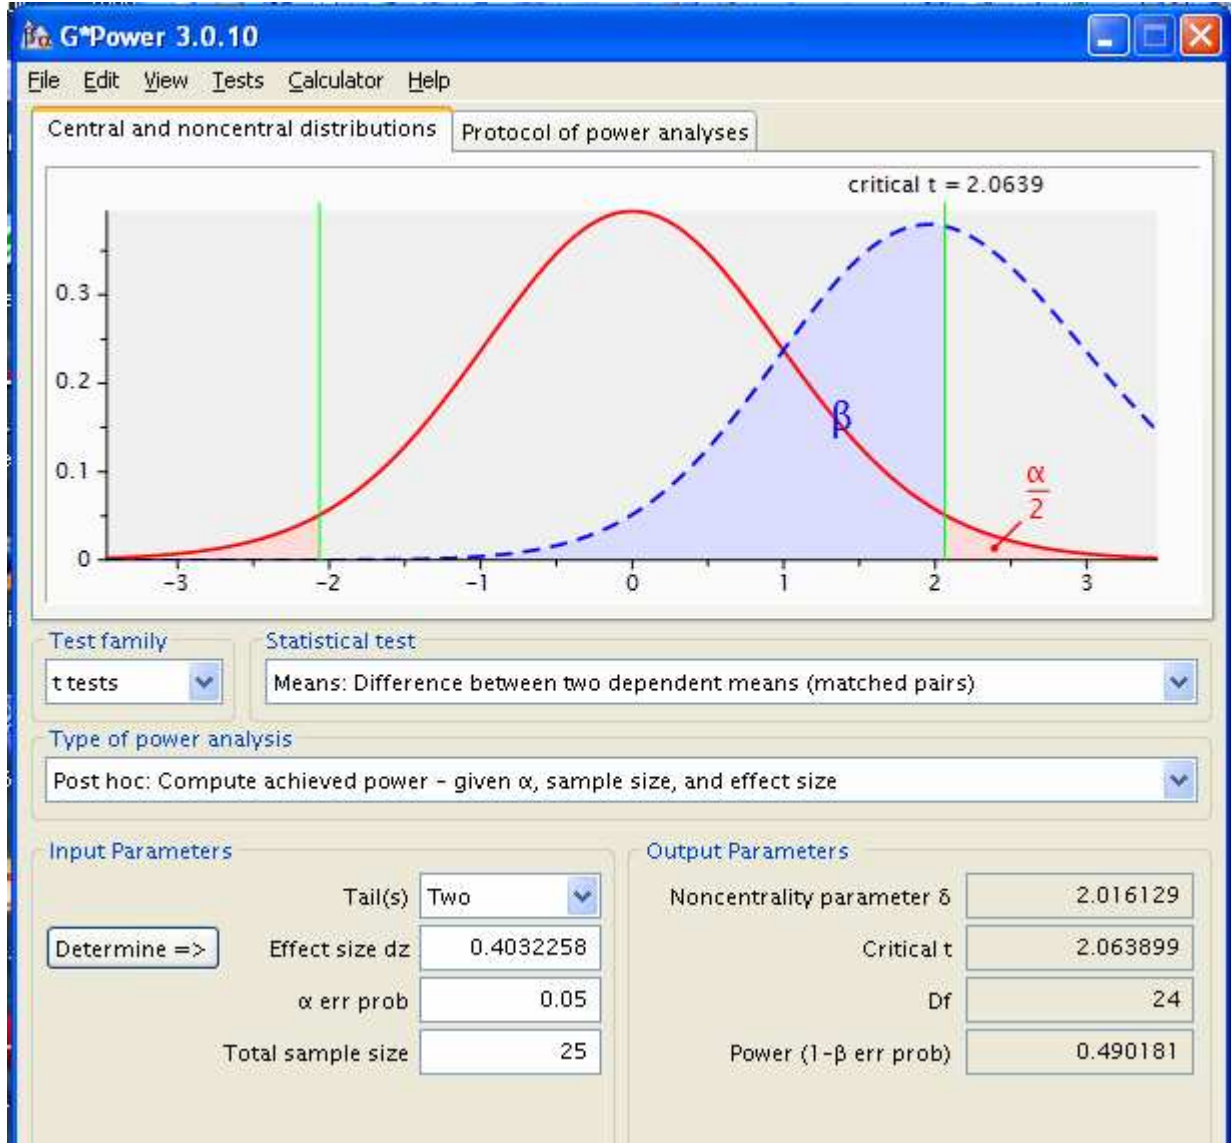 G*Power 3.0.10
File Edit View Tests Calculator Help
Central and noncentral distributions Protocol of power analyses
critical t = 2.0639
0.3
0.2
0.1
0
β
α
2
-3 -2 -1 0 1 2 3
Test family Statistical test
t tests Means: Difference between two dependent means (matched pairs)
Type of power analysis
Post hoc: Compute achieved power – given α, sample size, and effect size
Input Parameters Output Parameters
Tail(s) Two Noncentrality parameter δ 2.016129
Determine => Effect size dz 0.4032258 Critical t 2.063899
α err prob 0.05 Df 24
Total sample size 25 Power (1-β err prob) 0.490181